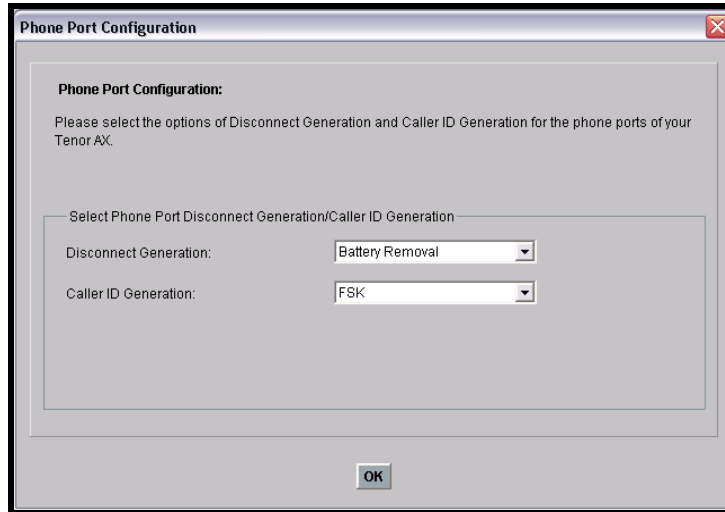 Phone Port Configuration
Phone Port Configuration:
Please select the options of Disconnect Generation and Caller ID Generation for the phone ports of your
Tenor AX.
Select Phone Port Disconnect Generation/Caller ID Generation
Disconnect Generation: Battery Removal
Caller ID Generation: FSK
OK